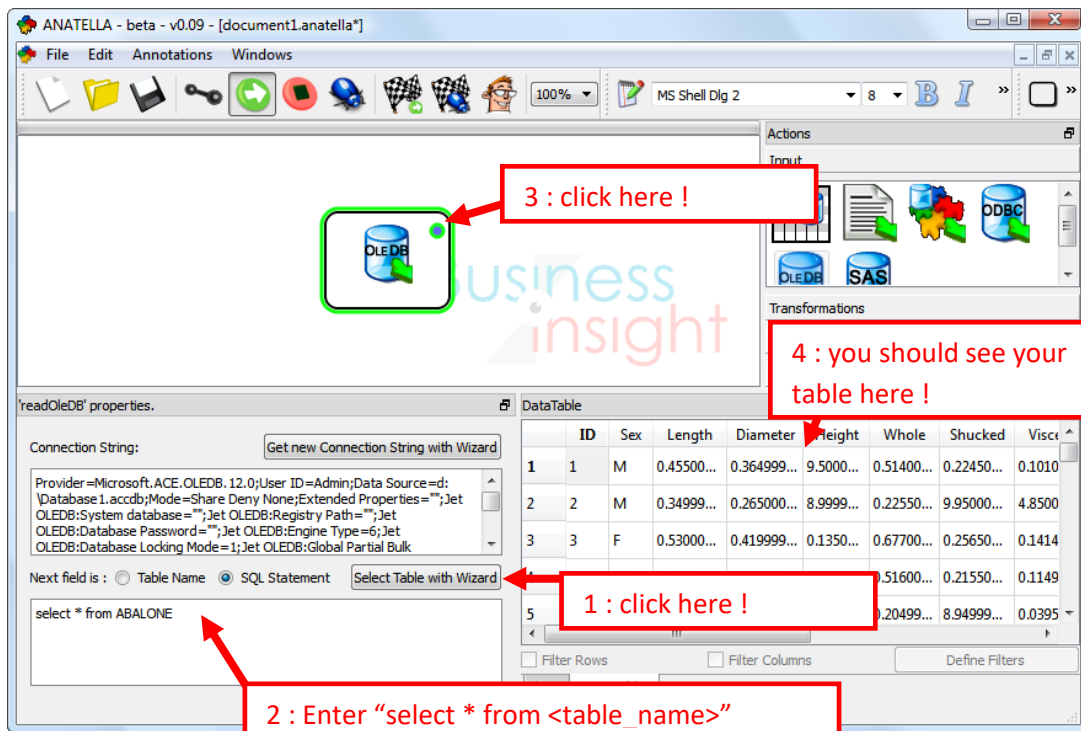 ANATELLA - beta - v0.09 - [document1.anatella*]
File Edit Annotations Windows
100% MS Shell Dlg 2 8 B I » »
Actions
Input
3 : click here !
ODBC
OLE DB
OLE DB SAS
Business
insight
Transformations
4 : you should see your
table here !
'readOleDB' properties.
DataTable
Connection String: Get new Connection String with Wizard
ID Sex Length Diameter Height Whole Shucked Visce
Provider=Microsoft.ACE.OLEDB.12.0;User ID=Admin;Data Source=d:
\Database1.accdb;Mode=Share Deny None;Extended Properties="";Jet
OLEDB:System database="";Jet OLEDB:Registry Path="";Jet
OLEDB:Database Password="";Jet OLEDB:Engine Type=6;Jet
OLEDB:Database Locking Mode=1;Jet OLEDB:Global Partial Bulk
1 1 M 0.45500... 0.364999... 9.5000... 0.51400... 0.22450... 0.1010
2 2 M 0.34999... 0.265000... 8.9999... 0.22550... 9.95000... 4.8500
3 3 F 0.53000... 0.419999... 0.1350... 0.67700... 0.25650... 0.1414
0.51600... 0.21550... 0.1149
5 0.20499... 8.94999... 0.0395
Next field is : Table Name SQL Statement Select Table with Wizard
1 : click here !
select * from ABALONE
Filter Rows Filter Columns Define Filters
2 : Enter “select * from <table_name>”